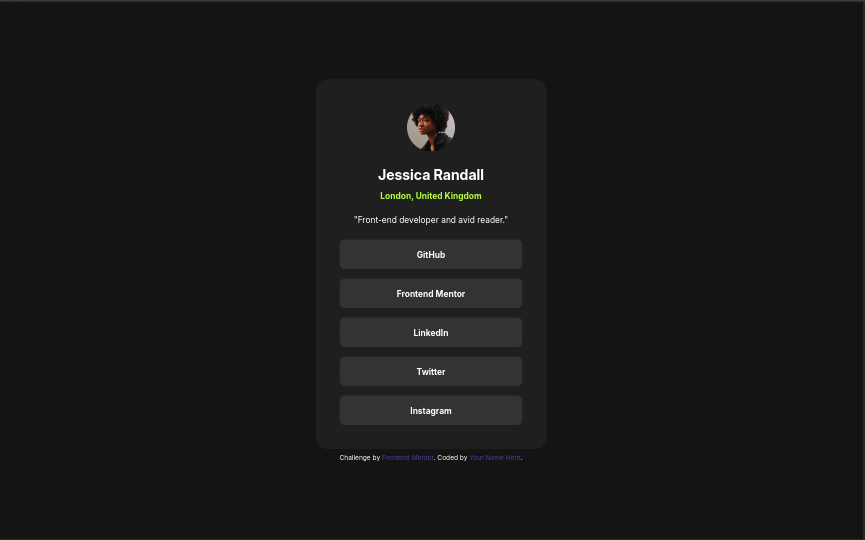 Jessica Randall
London, United Kingdom
"Front-end developer and avid reader."
GitHub
Frontend Mentor
LinkedIn
Twitter
Instagram
Challenge by Frontend Mentor. Coded by Your Name Here.